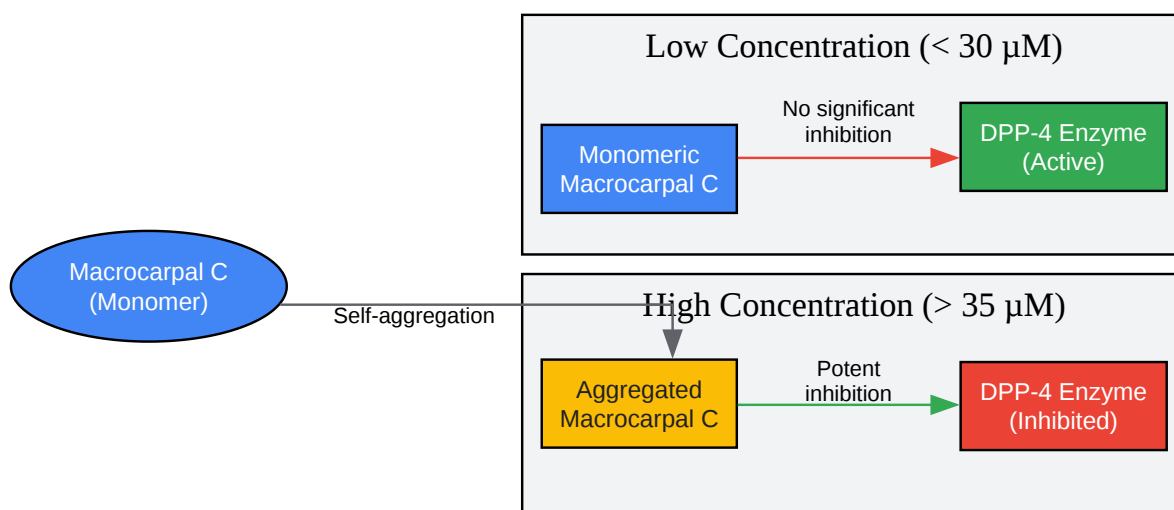 Low Concentration (< 30 µM)
Monomeric
Macrocarpal C
No significant
inhibition
DPP-4 Enzyme
(Active)
Macrocarpal C
(Monomer)
Self-aggregation
High Concentration (> 35 µM)
Aggregated
Macrocarpal C
Potent
inhibition
DPP-4 Enzyme
(Inhibited)